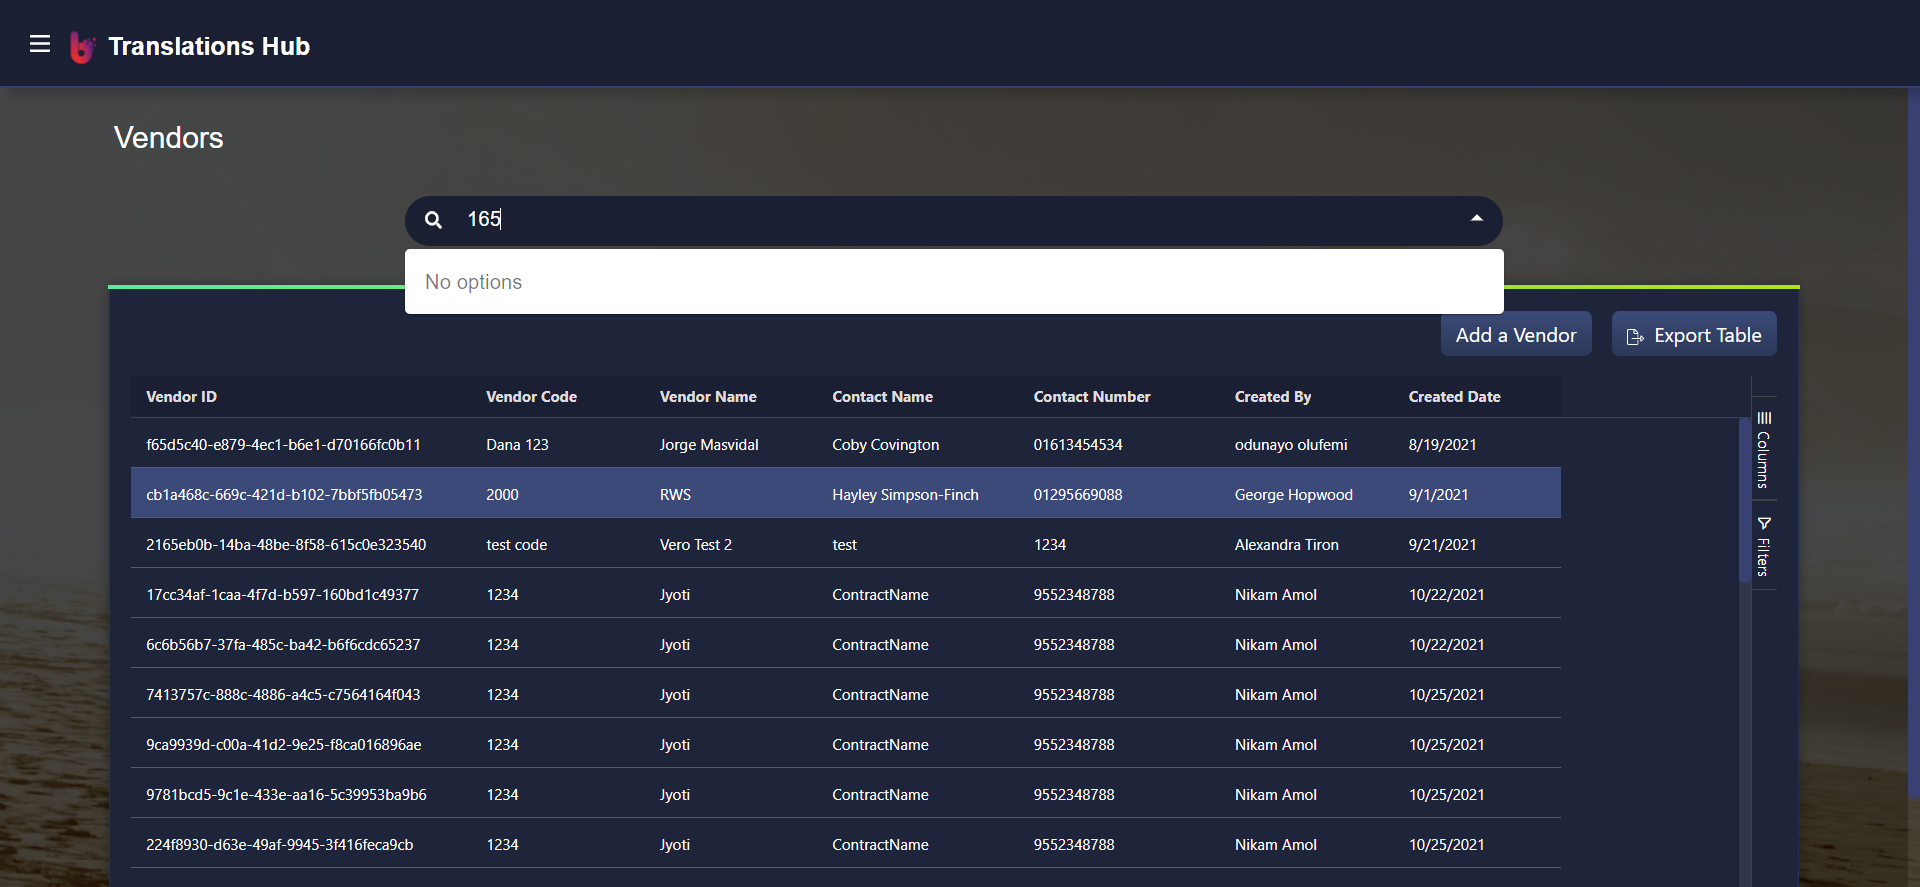 Translations Hub
Vendors
165
No options
Add a Vendor Export Table
Vendor ID Vendor Code Vendor Name Contact Name Contact Number Created By Created Date
f65d5c40-e879-4ec1-b6e1-d70166fc0b11 Dana 123 Jorge Masvidal Coby Covington 01613454534 odunayo olufemi 8/19/2021
cb1a468c-669c-421d-b102-7bbf5fb05473 2000 RWS Hayley Simpson-Finch 01295669088 George Hopwood 9/1/2021
2165eb0b-14ba-48be-8f58-615c0e323540 test code Vero Test 2 test 1234 Alexandra Tiron 9/21/2021
17cc34af-1caa-4f7d-b597-160bd1c49377 1234 Jyoti ContractName 9552348788 Nikam Amol 10/22/2021
6c6b56b7-37fa-485c-ba42-b6f6cdc65237 1234 Jyoti ContractName 9552348788 Nikam Amol 10/22/2021
7413757c-888c-4886-a4c5-c7564164f043 1234 Jyoti ContractName 9552348788 Nikam Amol 10/25/2021
9ca9939d-c00a-41d2-9e25-f8ca016896ae 1234 Jyoti ContractName 9552348788 Nikam Amol 10/25/2021
9781bcd5-9c1e-433e-aa16-5c39953ba9b6 1234 Jyoti ContractName 9552348788 Nikam Amol 10/25/2021
224f8930-d63e-49af-9945-3f416feca9cb 1234 Jyoti ContractName 9552348788 Nikam Amol 10/25/2021
Columns
Filters